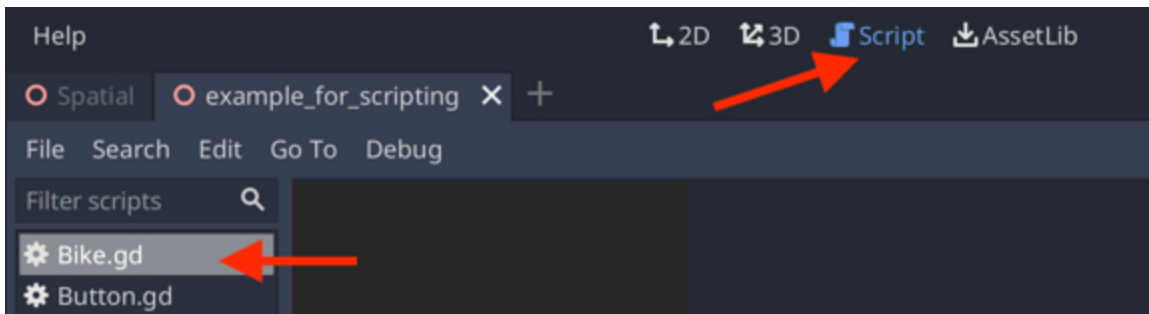 Help 2D 3D Script AssetLib
Spatial example_for_scripting
File Search Edit Go To Debug
Filter scripts
Bike.gd
Button.gd